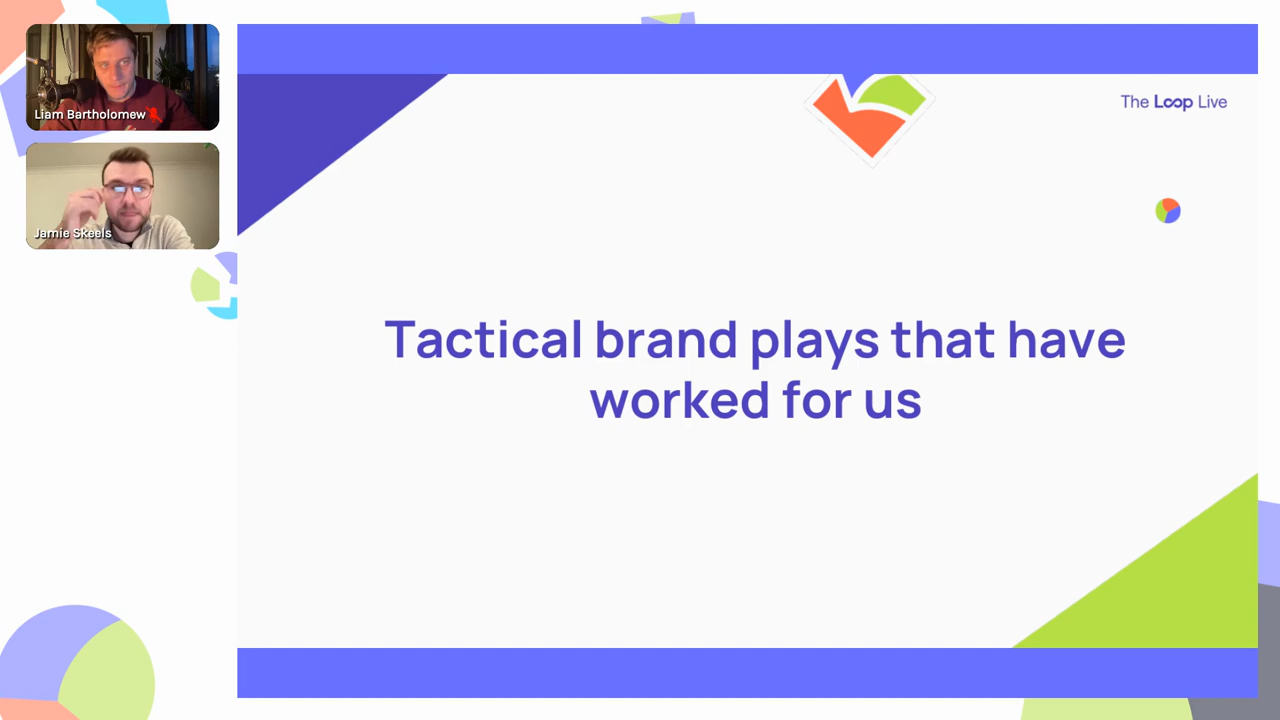 Liam Bartholomew
Jamie Skeels
The Loop Live
Tactical brand plays that have
worked for us